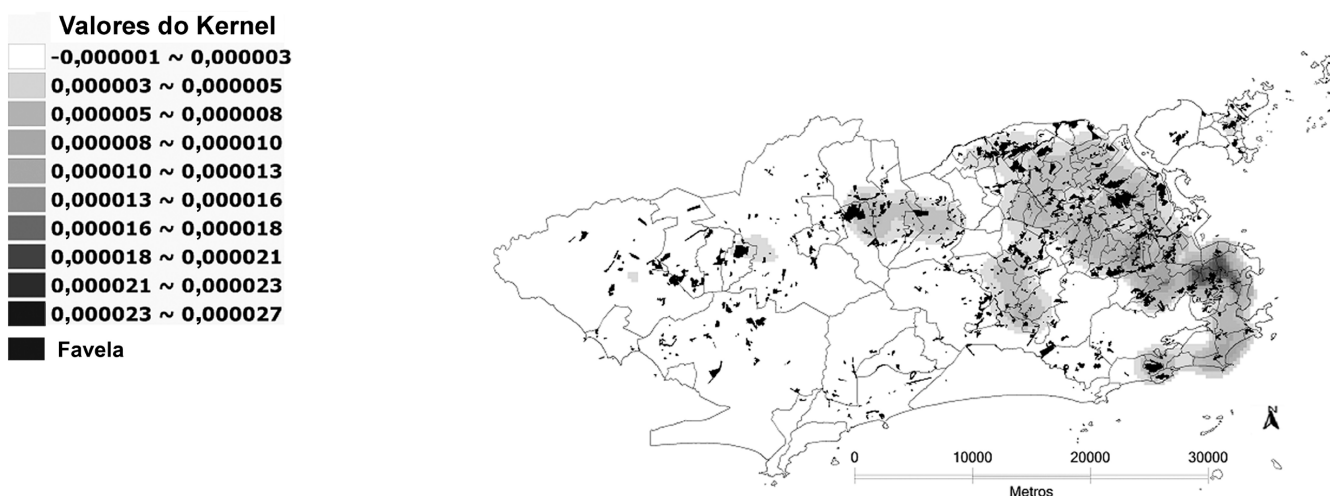 Valores do Kernel
-0,000001 ~ 0,000003
0,000003 ~ 0,000005
0,000005 ~ 0,000008
0,000008 ~ 0,000010
0,000010 ~ 0,000013
0,000013 ~ 0,000016
0,000016 ~ 0,000018
0,000018 ~ 0,000021
0,000021 ~ 0,000023
0,000023 ~ 0,000027
Favela
0 10000 20000 30000
Metros